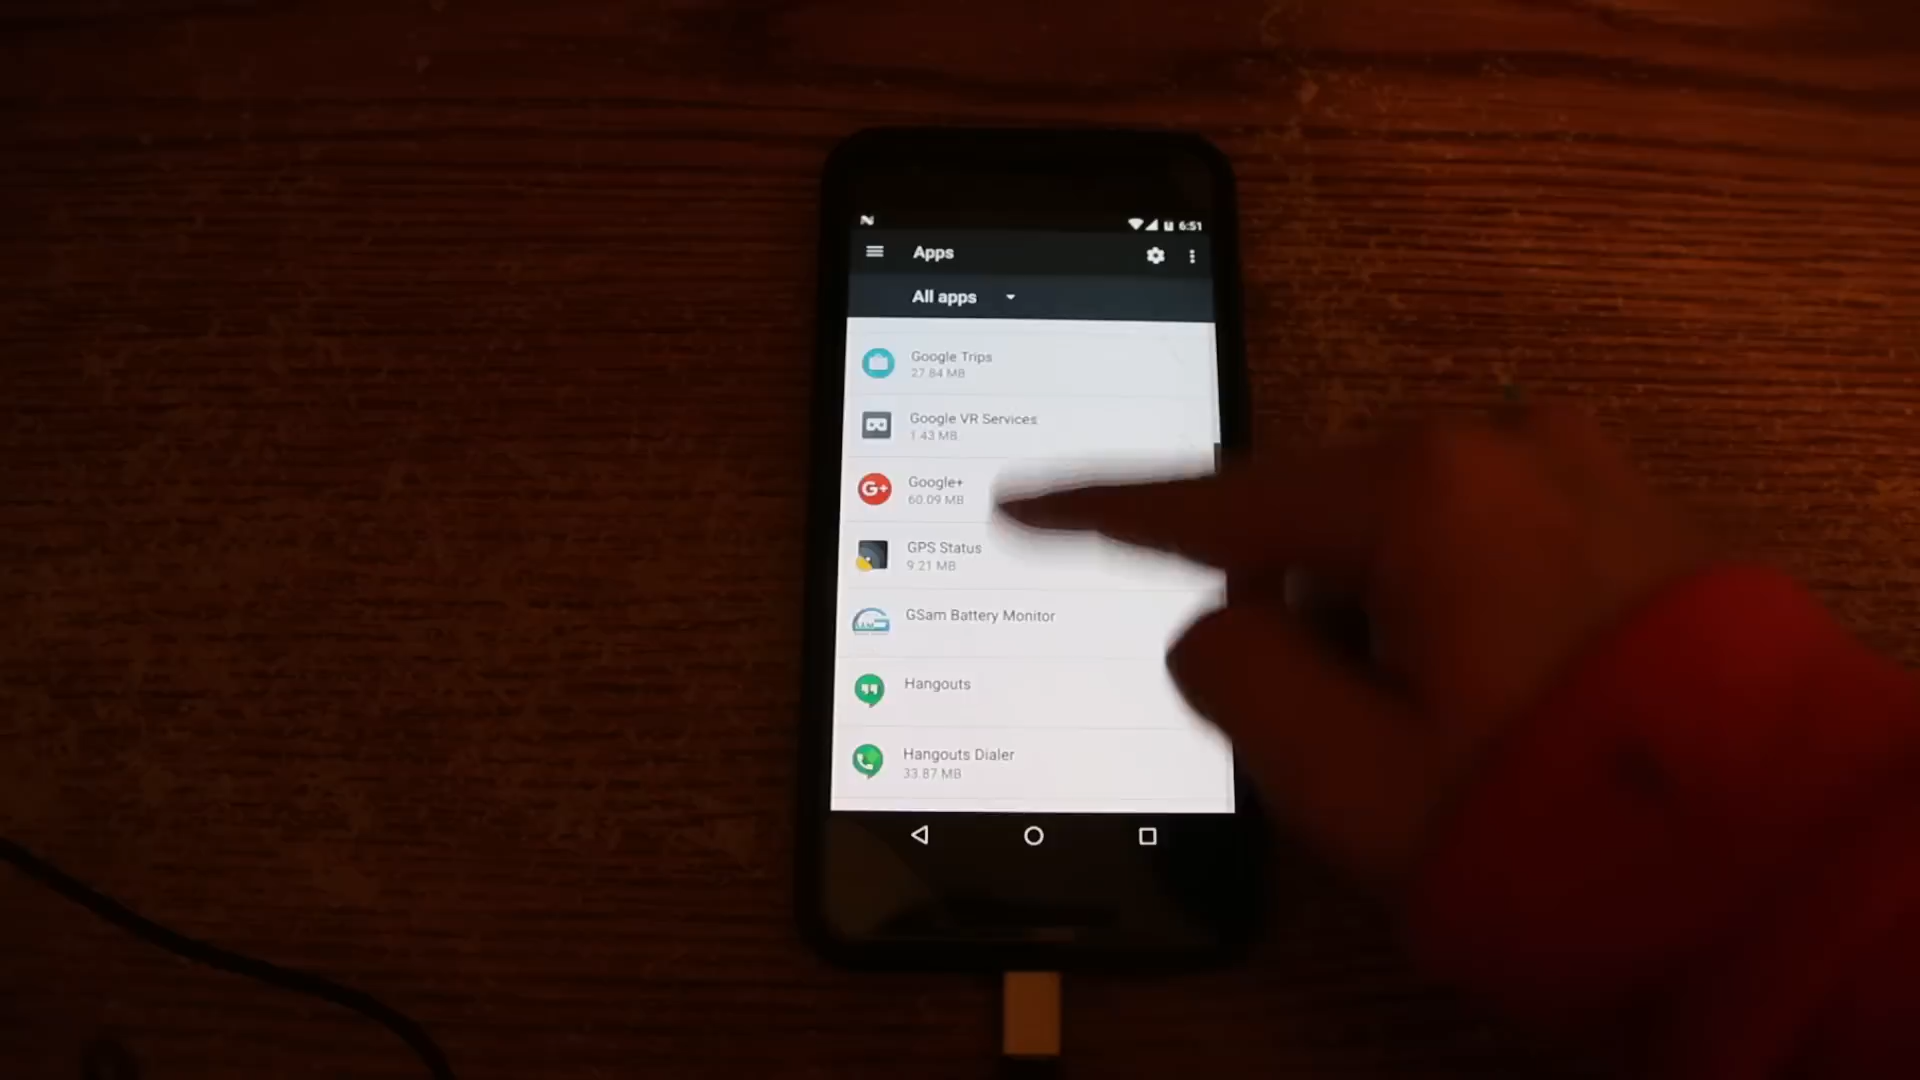 6:51
Apps
All apps
Google Trips
27.84 MB
Google VR Services
1.43 MB
G+
Google+
60.09 MB
GPS Status
9.21 MB
GSam Battery Monitor
Hangouts
Hangouts Dialer
33.87 MB